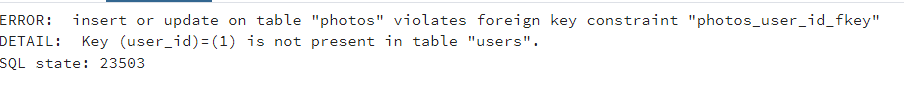 ERROR:  insert or update on table "photos" violates foreign key constraint "photos_user_id_fkey"
DETAIL:  Key (user_id)=(1) is not present in table "users".
SQL state: 23503